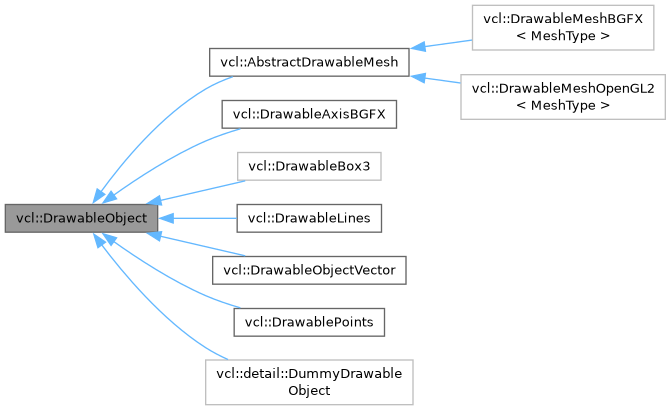 vcl::DrawableMeshBGFX
< MeshType >
vcl::AbstractDrawableMesh
vcl::DrawableMeshOpenGL2
< MeshType >
vcl::DrawableAxisBGFX
vcl::DrawableBox3
vcl::DrawableObject
vcl::DrawableLines
vcl::DrawableObjectVector
vcl::DrawablePoints
vcl::detail::DummyDrawable
Object